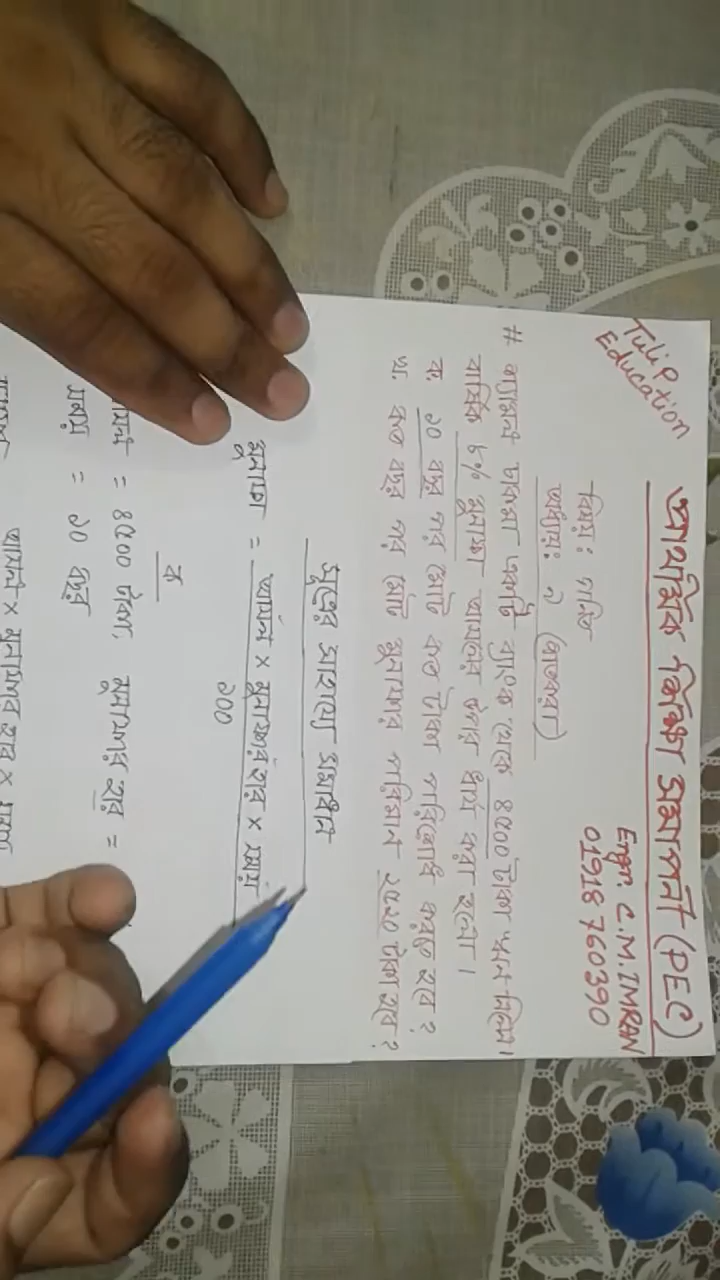 Tulip
Education
প্রাথমিক শিক্ষা সমাপনী (PEC)
Engr. C.M.IMRAN
01918 760390
বিষয়: গণিত
অধ্যায়: ৯ (শতকরা)
# রায়হান চাচা একটি ব্যাংক থেকে ৪৫০০ টাকা ঋণ নিলেন।
বার্ষিক ৮% মুনাফা আসলের উপর ধার্য করা হলো।
ক. ১০ বছর পর মোট কত টাকা পরিশোধ করতে হবে?
খ. কত বছর পর মোট মুনাফার পরিমাণ ২৫২০ টাকা হবে?
সূত্রের সাহায্যে সমাধান
মুনাফা = আসল × মুনাফার হার × সময়
১০০
ক
= ৪৫০০ টাকা, মুনাফার হার =
সময় = ১০ বছর
আসল × মুনাফার হার ×